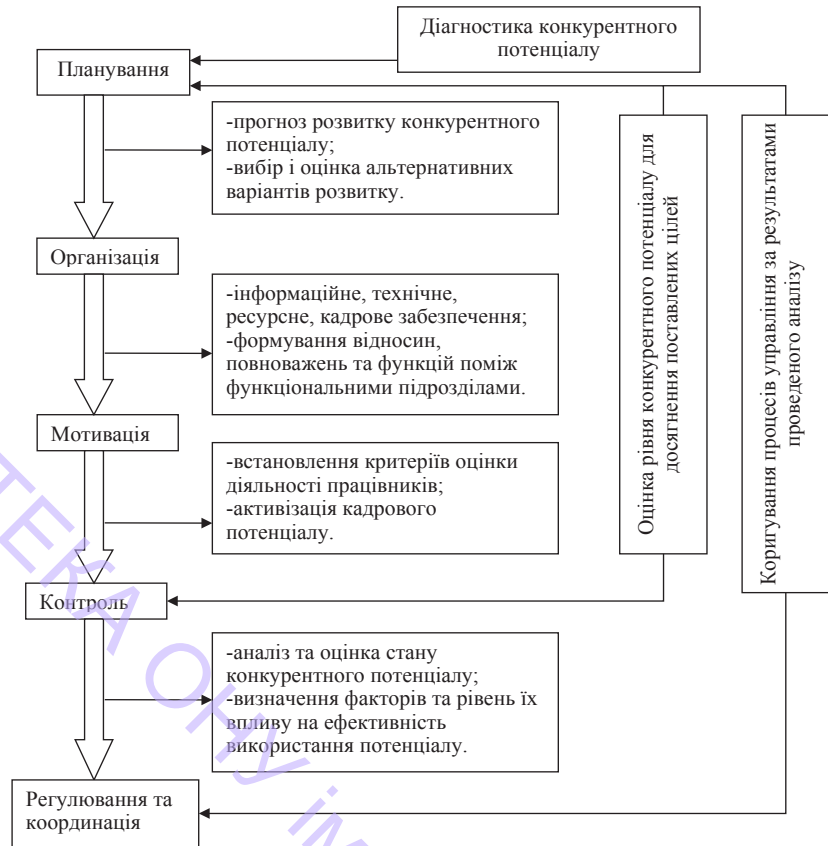 Діагностика конкурентного
потенціалу
Планування
-прогноз розвитку конкурентного
потенціалу;
-вибір і оцінка альтернативних
варіантів розвитку.
Організація
-інформаційне, технічне,
ресурсне, кадрове забезпечення;
-формування відносин,
повноважень та функцій поміж
функціональними підрозділами.
Мотивація
-встановлення критеріїв оцінки
діяльності працівників;
-активізація кадрового
потенціалу.
Контроль
-аналіз та оцінка стану
конкурентного потенціалу;
-визначення факторів та рівень їх
впливу на ефективність
використання потенціалу.
Регулювання та
координація
Оцінка рівня конкурентного потенціалу для
досягнення поставлених цілей
Коригування процесів управління за результатами
проведеного аналізу
ТЕКА ОНУ ім